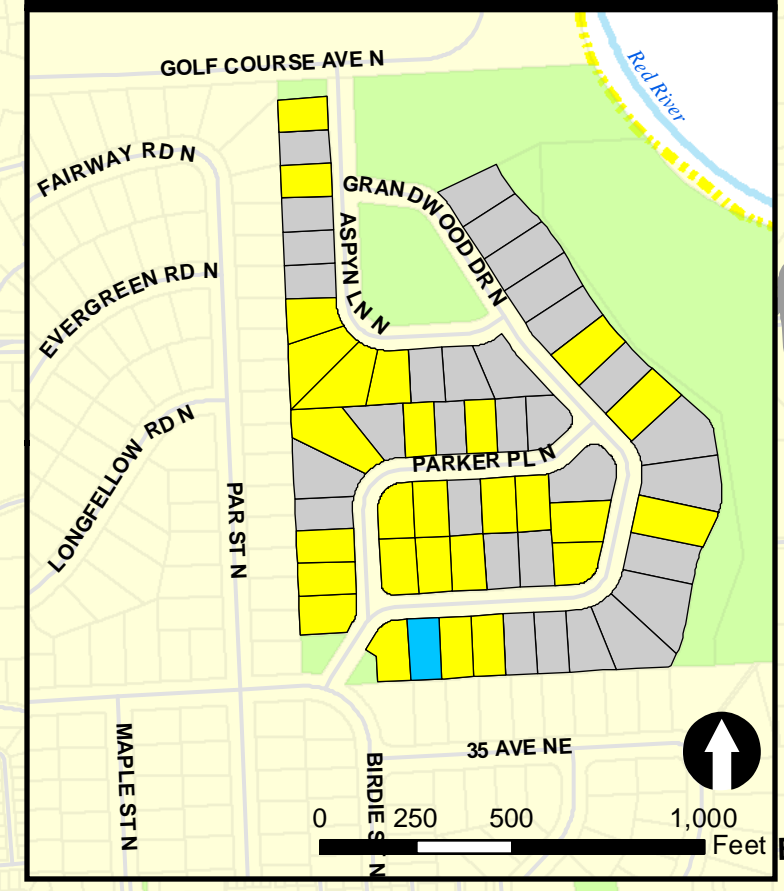 GOLF COURSE AVE N
Red River
FAIRWAY RD N
GRANDWOOD DR N
ASPYN LN N
EVERGREEN RD N
LONGFELLOW RD N
PARKER PL N
PAR ST N
MAPLE ST N
35 AVE NE
BIRDIE S N
0 250 500 1,000
Feet